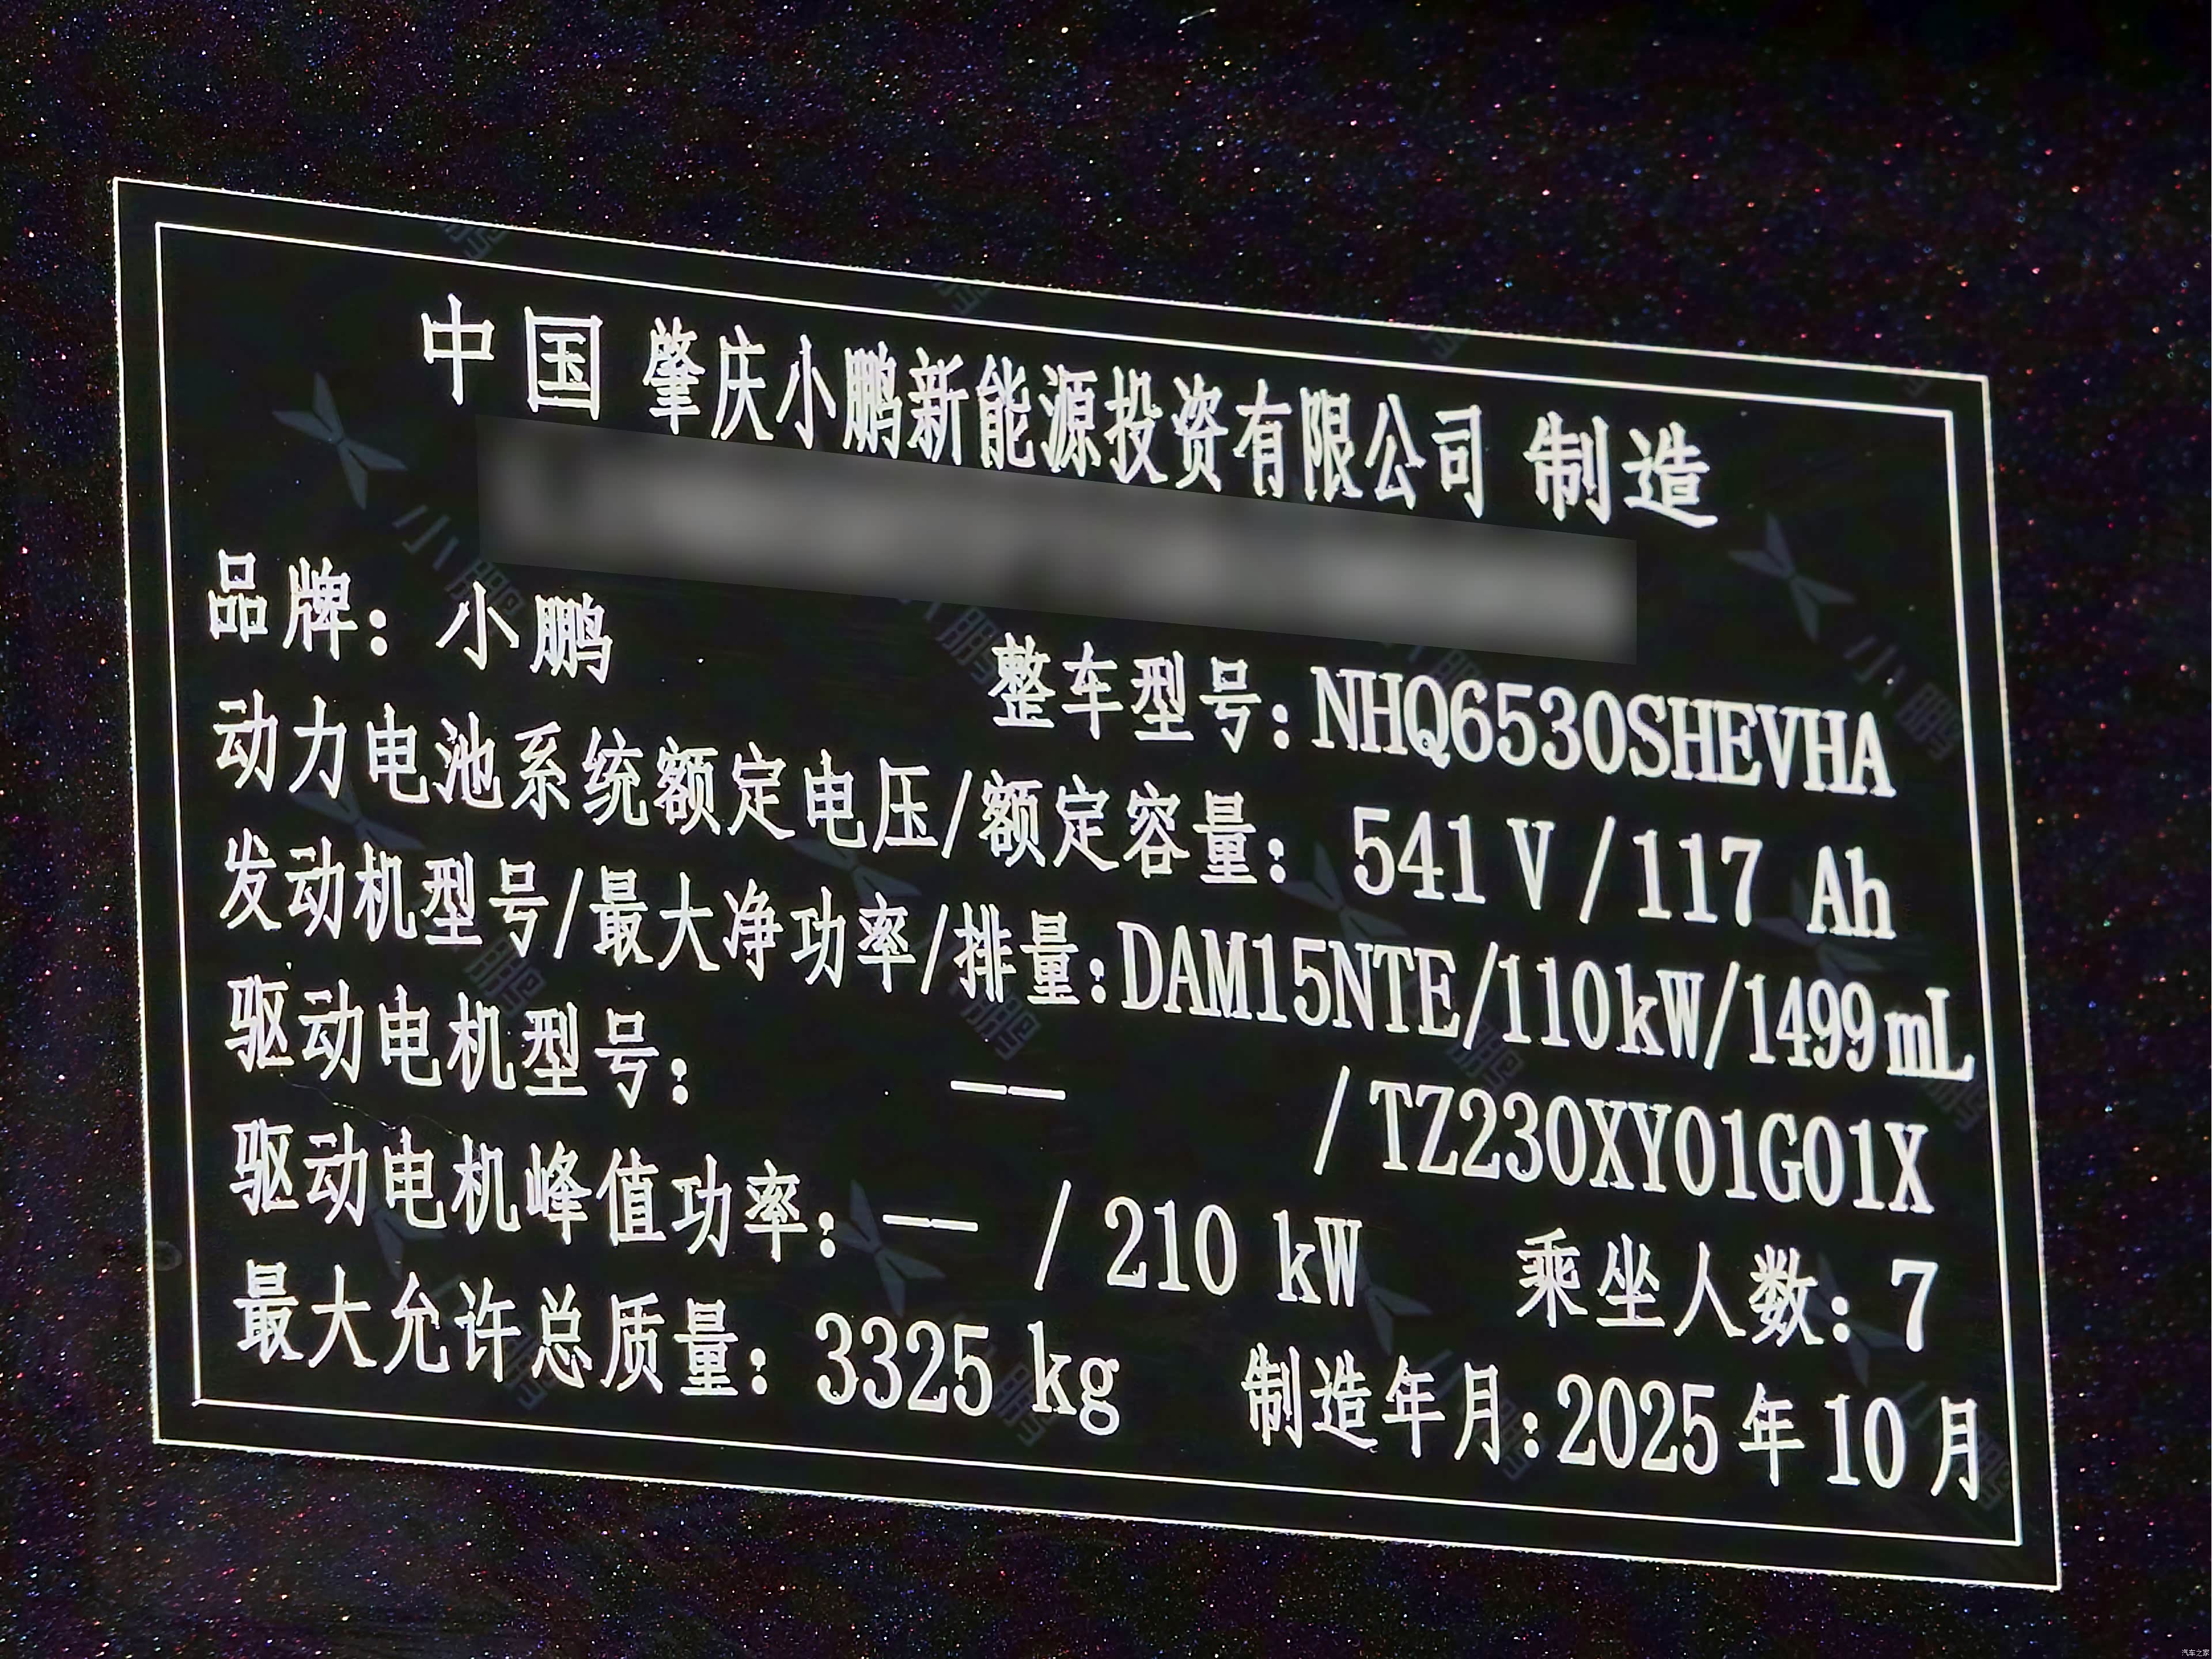 中国 肇庆小鹏新能源投资有限公司 制造
品牌：小鹏 整车型号：NHQ6530SHEVHA
动力电池系统额定电压/额定容量：541 V/117 Ah
发动机型号/最大净功率/排量：DAM15NTE/110kW/1499mL
驱动电机型号： —— /TZ230XY01G01X
驱动电机峰值功率：—— / 210 kW 乘坐人数：7
最大允许总质量：3325 kg 制造年月：2025年10月
汽车之家